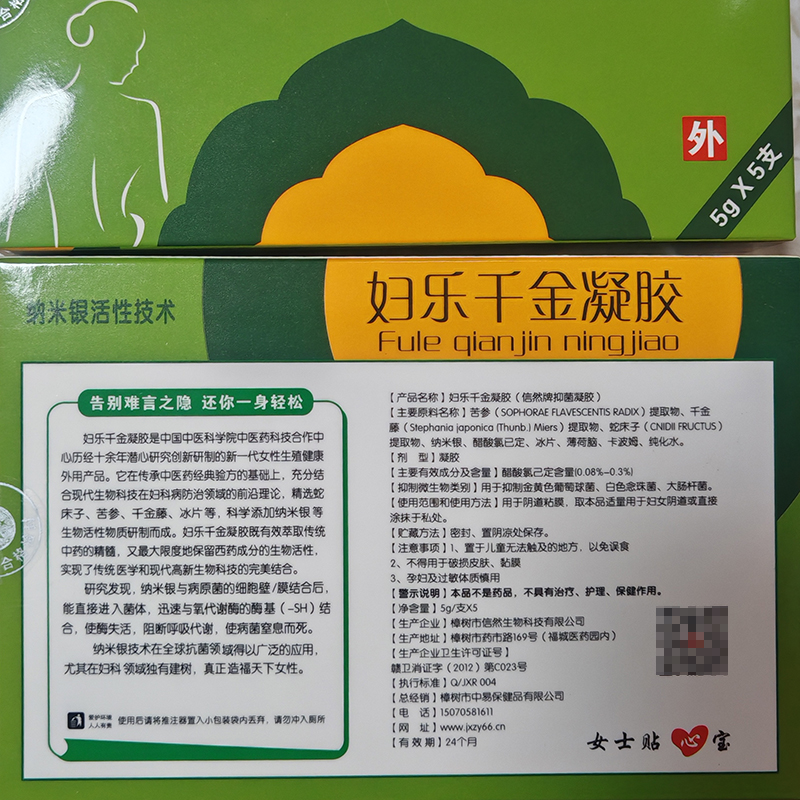 外
5g X 5支
纳米银活性技术
妇乐千金凝胶
Fule qianjin ningjiao
告别难言之隐 还你一身轻松
妇乐千金凝胶是中国中医科学院中医药科技合作中
心历经十余年潜心研究创新研制的新一代女性生殖健康
外用产品。它在传承中医药经典验方的基础上，充分结
合现代生物科技在妇科病防治领域的前沿理论，精选蛇
床子、苦参、千金藤、冰片等，科学添加纳米银等
生物活性物质研制而成。妇乐千金凝胶既有效萃取传统
中药的精髓，又最大限度地保留西药成分的生物活性，
实现了传统医学和现代高新生物科技的完美结合。
研究发现，纳米银与病原菌的细胞壁/膜结合后，
能直接进入菌体，迅速与氧代谢酶的酶基（-SH）结
合，使酶失活，阻断呼吸代谢，使病菌窒息而死。
纳米银技术在全球抗菌领域得以广泛的应用，
尤其在妇科领域独有建树，真正造福天下女性。
爱护环境
人人有责
使用后请将推注器置入小包装袋内丢弃，请勿冲入厕所
【产品名称】妇乐千金凝胶（信然牌抑菌凝胶）
【主要原料名称】苦参（SOPHORAE FLAVESCENTIS RADIX）提取物、千金
藤（Stephania japonica (Thunb.) Miers）提取物、蛇床子（CNIDII FRUCTUS）
提取物、纳米银、醋酸氯已定、冰片、薄荷脑、卡波姆、纯化水。
【剂 型】凝胶
【主要有效成分及含量】醋酸氯己定含量(0.08%-0.3%)
【抑制微生物类别】用于抑制金黄色葡萄球菌、白色念珠菌、大肠杆菌。
【使用范围和使用方法】用于阴道粘膜，取本品适量用于妇女阴道或直接
涂抹于私处。
【贮藏方法】密封、置阴凉处保存。
【注意事项】1、置于儿童无法触及的地方，以免误食
2、不得用于破损皮肤、黏膜
3、孕妇及过敏体质慎用
【警示说明】本品不是药品，不具有治疗、护理、保健作用。
【净含量】5g/支X5
【生产企业】樟树市信然生物科技有限公司
【生产地址】樟树市药市路169号（福城医药园内）
【生产企业卫生许可证号】
赣卫消证字（2012）第C023号
【执行标准】Q/JXR 004
【总经销】樟树市中易保健品有限公司
【电 话】15070581611
【网 址】www.jxzy66.cn
【有 效 期】24个月
女士贴心宝